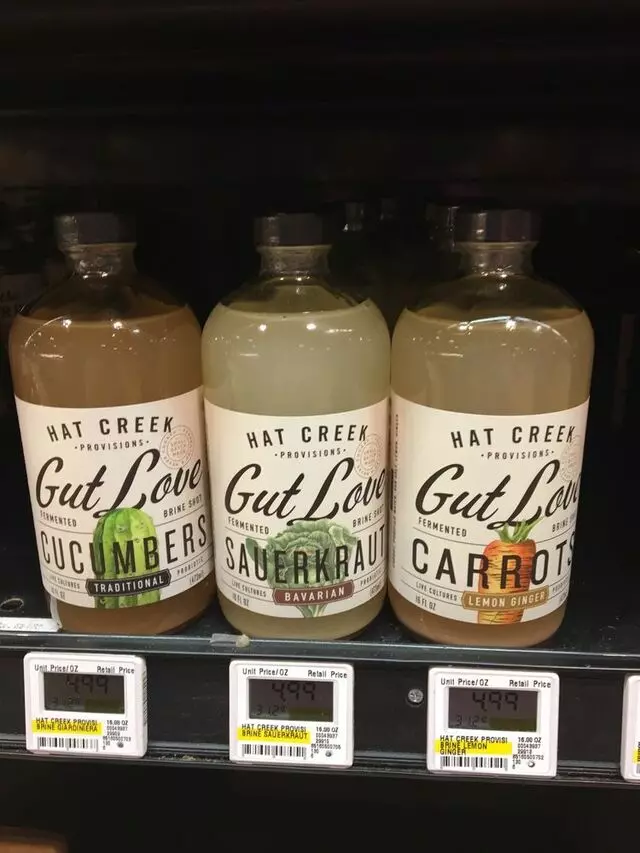 HAT CREEK
• PROVISIONS •
Gut Love
FERMENTED
BRINE SHOT
CUCUMBERS
LIVE CULTURES
TRADITIONAL
PROBIOTIC
HAT CREEK
• PROVISIONS •
Gut Love
FERMENTED
BRINE SHOT
SAUERKRAUT
LIVE CULTURES
BAVARIAN
16 FL OZ
HAT CREEK
• PROVISIONS •
Gut Love
FERMENTED
BRINE
CARROTS
LIVE CULTURES
LEMON GINGER
16 FL OZ
Unit Price/OZ Retail Price
4.99
HAT CREEK PROVISI 16.00 OZ
BRINE GIARDINIERA
Unit Price/OZ Retail Price
4.99
HAT CREEK PROVISI 16.00 OZ
BRINE SAUERKRAUT
Unit Price/OZ Retail Price
4.99
HAT CREEK PROVISI 16.00 OZ
BRINE LEMON
GINGER